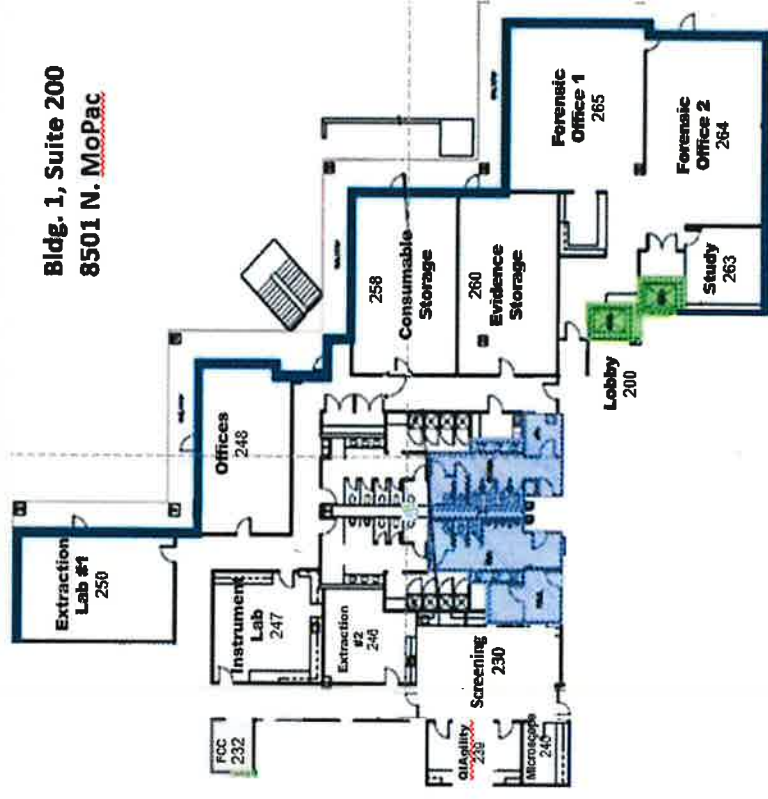 Bldg. 1, Suite 200
8501 N. MoPac
Forensic
Office 1
265
Forensic
Office 2
264
258
Consumable
Storage
260
Evidence
Storage
Study
263
Lobby
200
Offices
248
Extraction
Lab #1
250
Instrument
Lab
247
Extraction
#2
246
Screening
230
FCC
232
QIAgility
239
Microscope
240